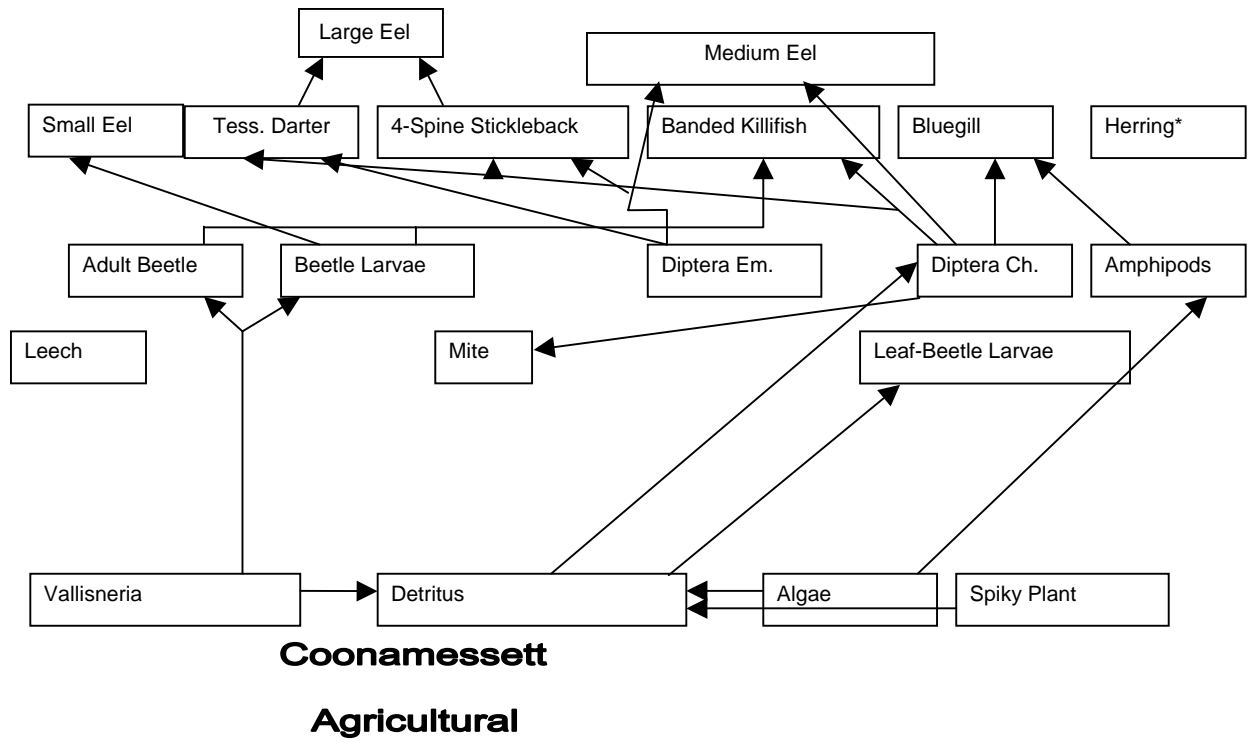 Large Eel
Medium Eel
Small Eel
Tess. Darter
4-Spine Stickleback
Banded Killifish
Bluegill
Herring*
Adult Beetle
Beetle Larvae
Diptera Em.
Diptera Ch.
Amphipods
Leech
Mite
Leaf-Beetle Larvae
Vallisneria
Detritus
Algae
Spiky Plant
Coonamessett
Agricultural